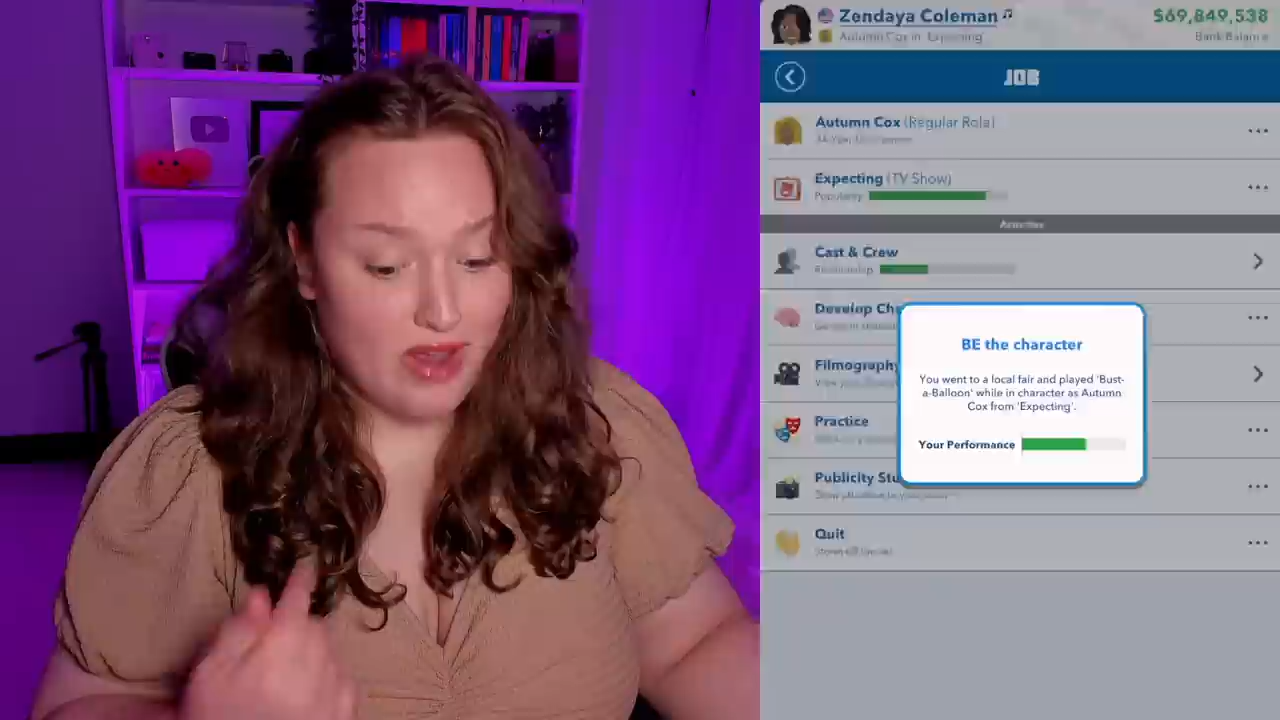 Zendaya Coleman
$69,849,538
Autumn Cox in 'Expecting'
Bank Balance
JOB
Autumn Cox (Regular Role)
Expecting (TV Show)
Popularity
Activities
Cast & Crew
Relationship
Develop Cha
Filmography
BE the character
You went to a local fair and played 'Bust-
a-Balloon' while in character as Autumn
Cox from 'Expecting'.
Your Performance
Practice
Publicity Stu
Quit